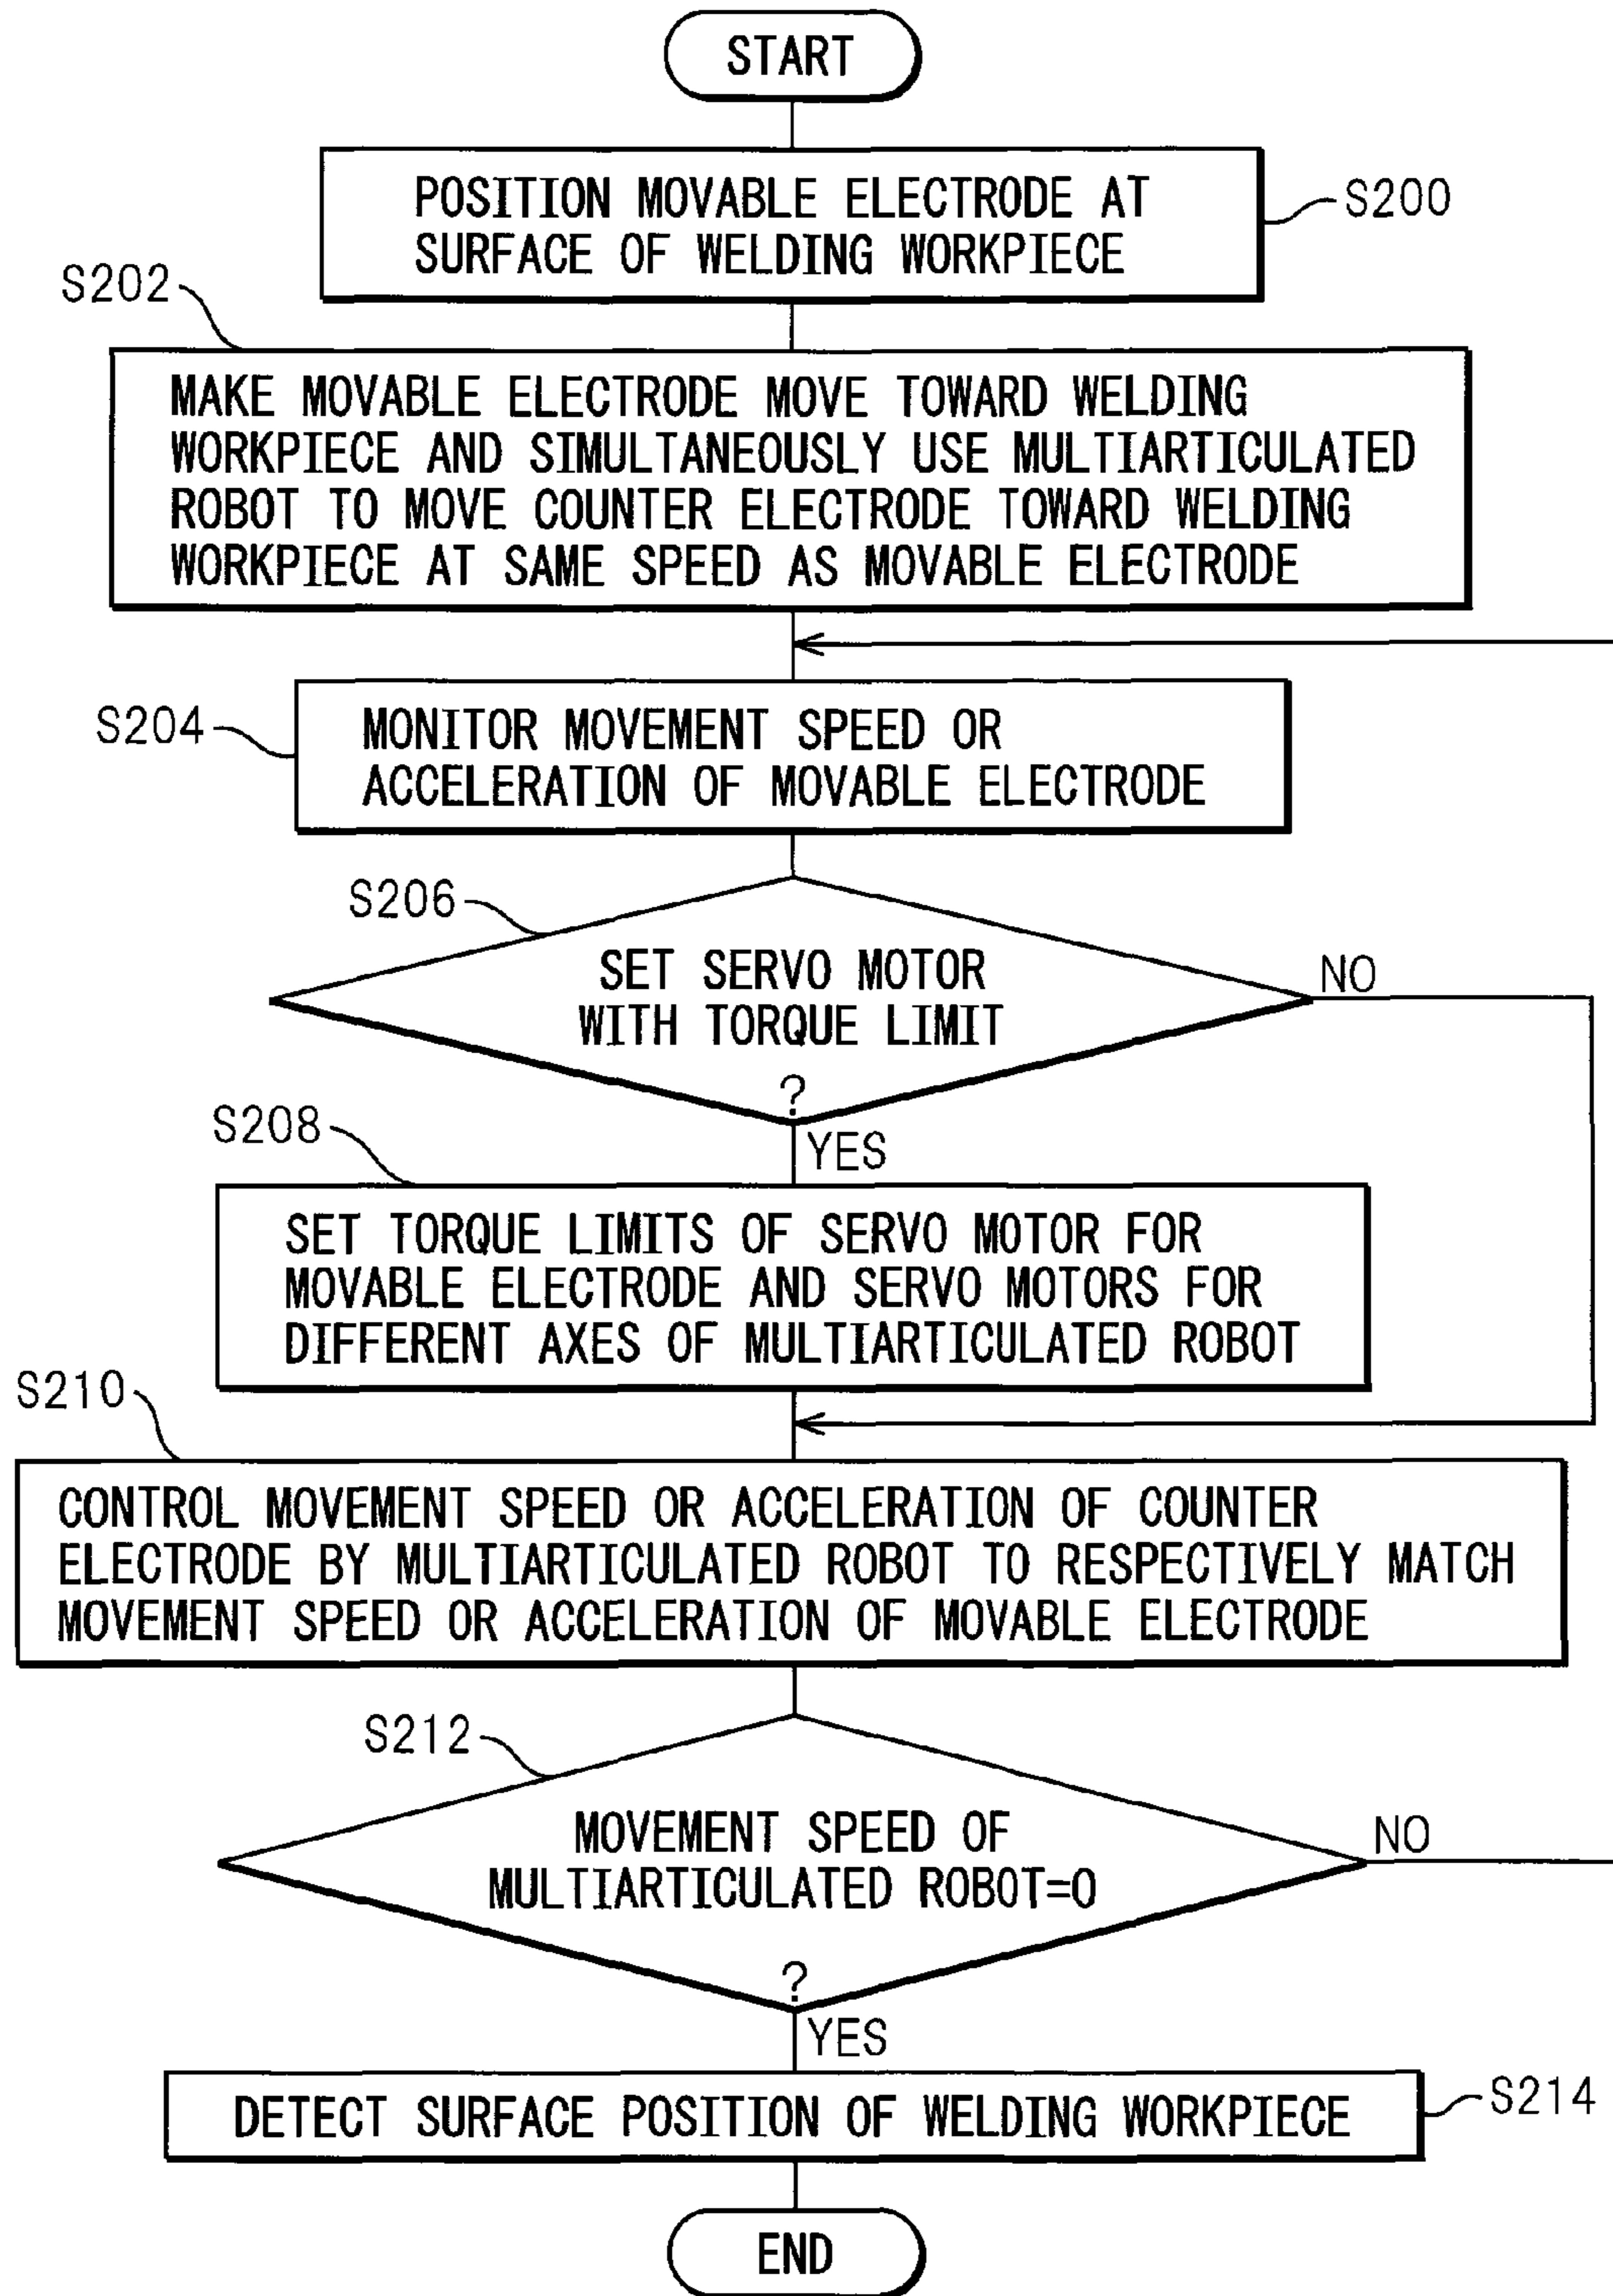 START
POSITION MOVABLE ELECTRODE AT
SURFACE OF WELDING WORKPIECE
S200
S202
MAKE MOVABLE ELECTRODE MOVE TOWARD WELDING
WORKPIECE AND SIMULTANEOUSLY USE MULTIARTICULATED
ROBOT TO MOVE COUNTER ELECTRODE TOWARD WELDING
WORKPIECE AT SAME SPEED AS MOVABLE ELECTRODE
S204
MONITOR MOVEMENT SPEED OR
ACCELERATION OF MOVABLE ELECTRODE
S206
SET SERVO MOTOR
WITH TORQUE LIMIT
?
NO
YES
S208
SET TORQUE LIMITS OF SERVO MOTOR FOR
MOVABLE ELECTRODE AND SERVO MOTORS FOR
DIFFERENT AXES OF MULTIARTICULATED ROBOT
S210
CONTROL MOVEMENT SPEED OR ACCELERATION OF COUNTER
ELECTRODE BY MULTIARTICULATED ROBOT TO RESPECTIVELY MATCH
MOVEMENT SPEED OR ACCELERATION OF MOVABLE ELECTRODE
S212
MOVEMENT SPEED OF
MULTIARTICULATED ROBOT=0
?
NO
YES
DETECT SURFACE POSITION OF WELDING WORKPIECE
S214
END